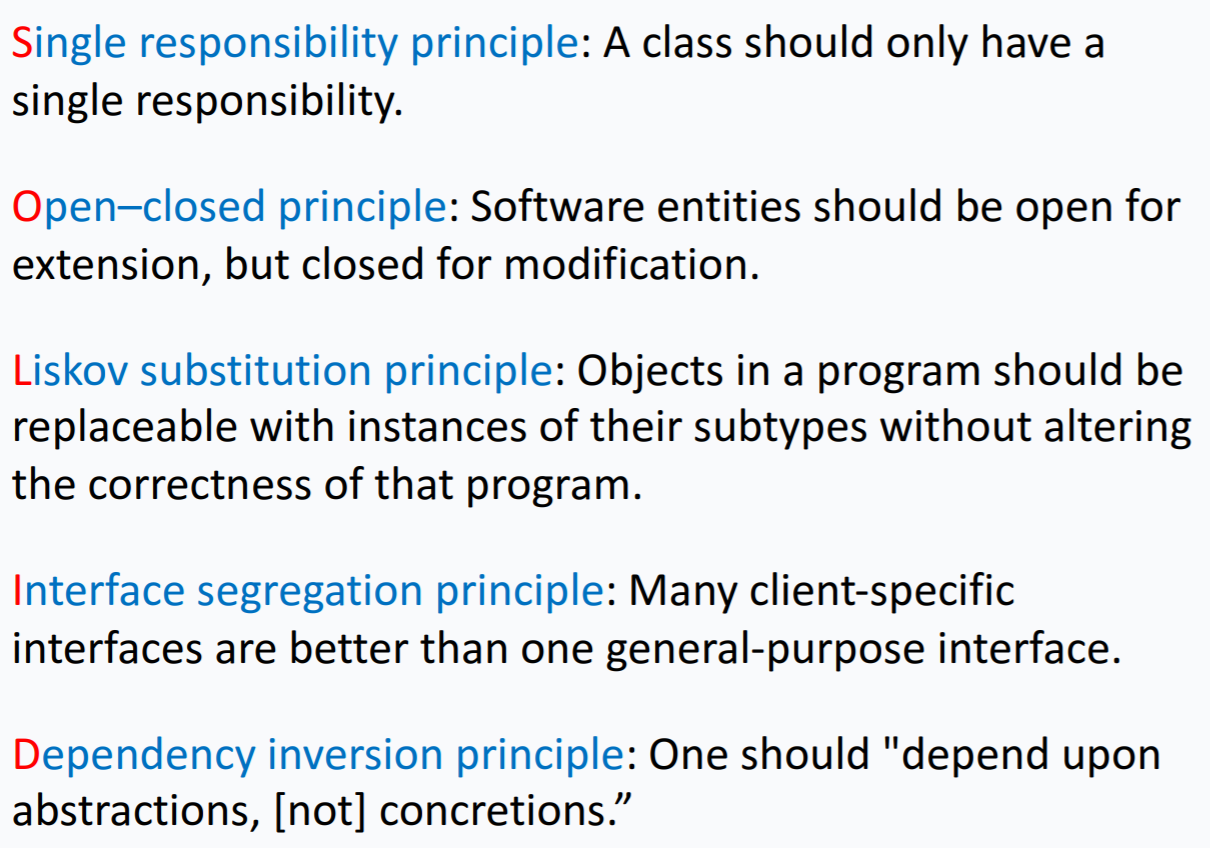 Single responsibility principle: A class should only have a
single responsibility.
Open–closed principle: Software entities should be open for
extension, but closed for modification.
Liskov substitution principle: Objects in a program should be
replaceable with instances of their subtypes without altering
the correctness of that program.
Interface segregation principle: Many client-specific
interfaces are better than one general-purpose interface.
Dependency inversion principle: One should "depend upon
abstractions, [not] concretions.”